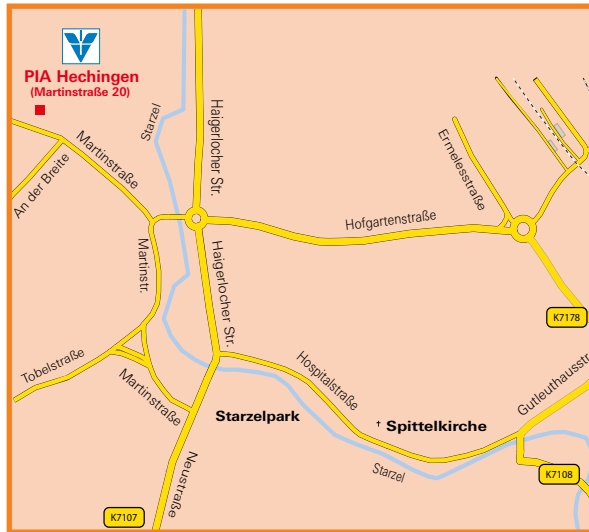 PIA Hechingen
(Martinstraße 20)
Starzel
Haigerlocher Str.
Martinstraße
An der Breite
Ermelesstraße
Hofgartenstraße
Martinstr.
Haigerlocher Str.
K7178
Tobelstraße
Martinstraße
Hospitalstraße
Gutleuthausstr
Starzelpark
† Spittelkirche
Starzel
Neustraße
K7108
K7107